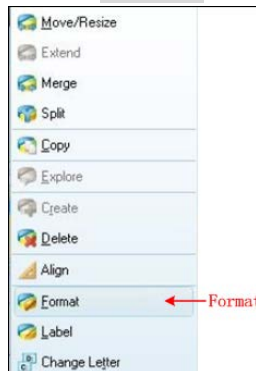 Move/Resize
Extend
Merge
Split
Copy
Explore
Create
Delete
Align
Format
Format
Label
Change Letter